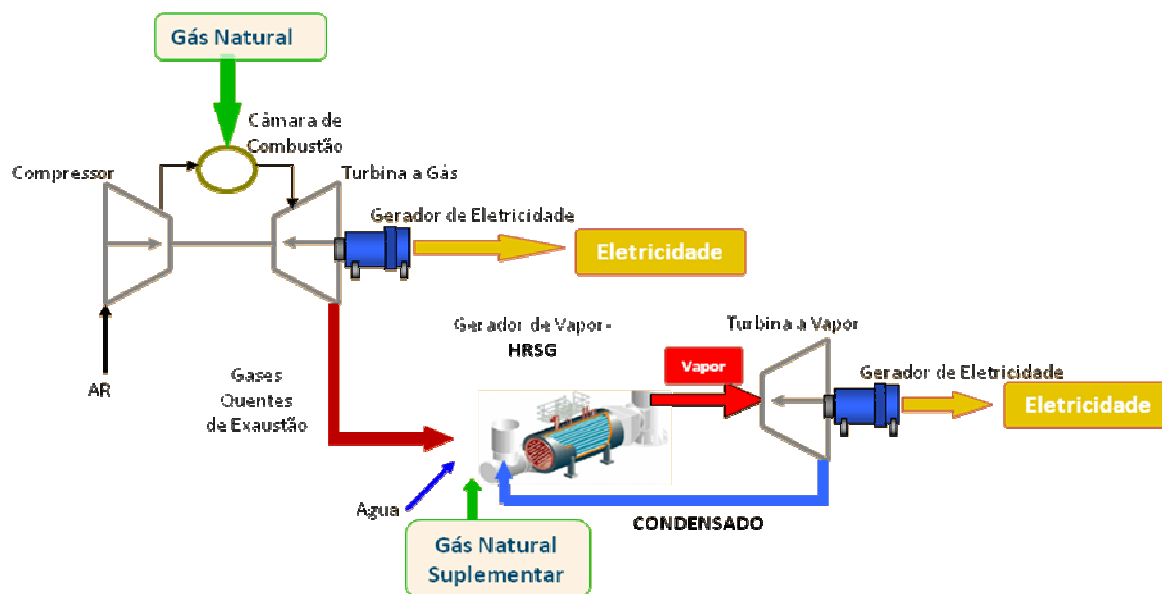 Gás Natural
Câmara de
Combustão
Compressor
Turbina a Gás
Gerador de Eletricidade
Eletricidade
AR
Gases
Quentes
de Exaustão
Gerador de Vapor-
HRSG
Turbina a Vapor
Vapor
Gerador de Eletricidade
Eletricidade
Agua
CONDENSADO
Gás Natural
Suplementar